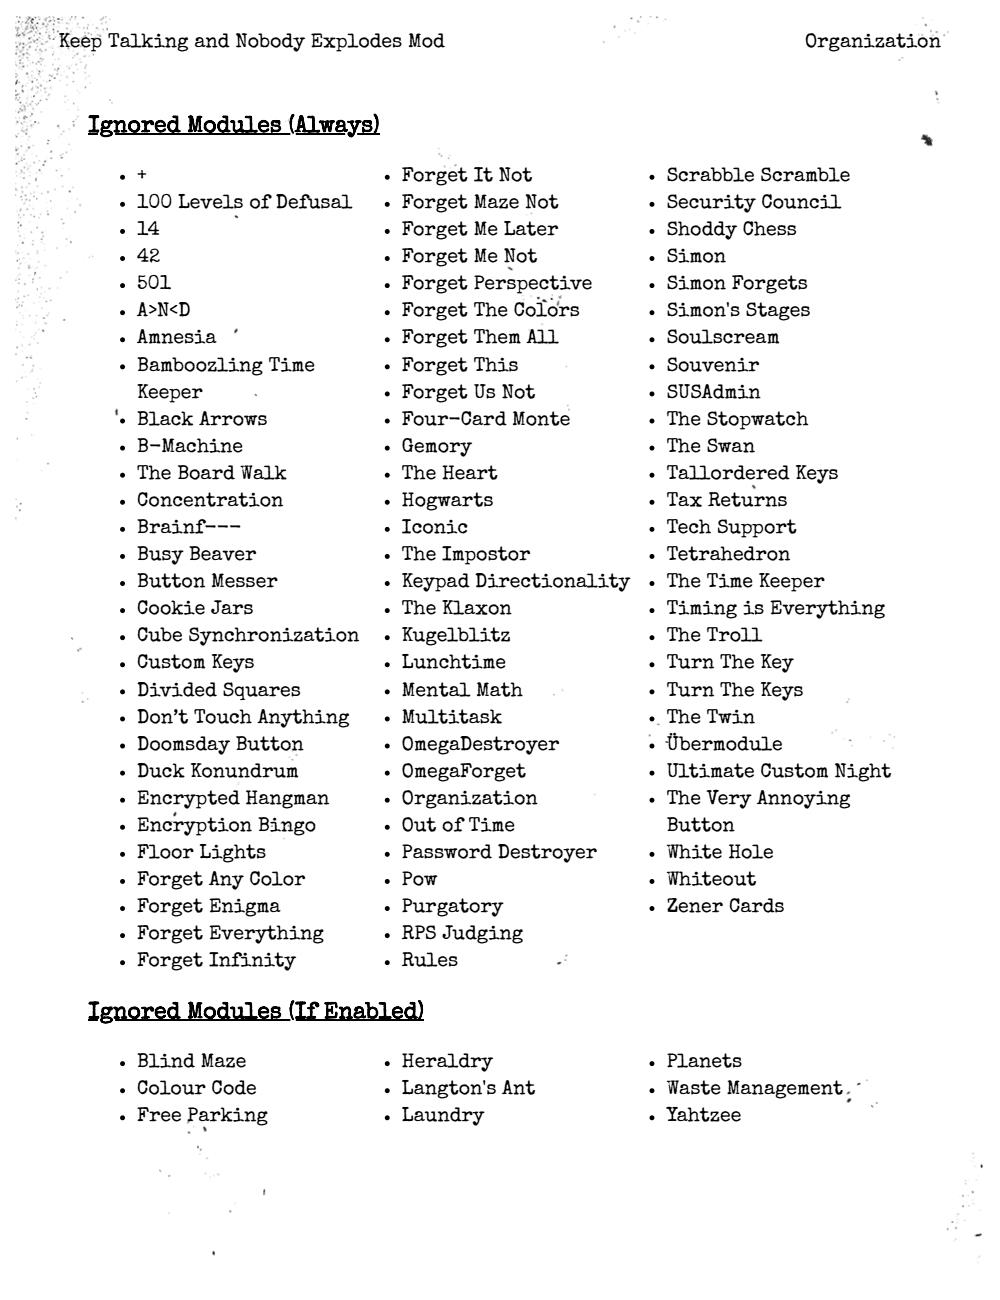 Keep Talking and Nobody Explodes Mod
Organization
Ignored Modules (Always)
• +
• 100 Levels of Defusal
• 14
• 42
• 501
• A>N<D
• Amnesia
• Bamboozling Time
Keeper
• Black Arrows
• B-Machine
• The Board Walk
• Concentration
• Brainf---
• Busy Beaver
• Button Messer
• Cookie Jars
• Cube Synchronization
• Custom Keys
• Divided Squares
• Don't Touch Anything
• Doomsday Button
• Duck Konundrum
• Encrypted Hangman
• Encryption Bingo
• Floor Lights
• Forget Any Color
• Forget Enigma
• Forget Everything
• Forget Infinity
• Forget It Not
• Forget Maze Not
• Forget Me Later
• Forget Me Not
• Forget Perspective
• Forget The Colors
• Forget Them All
• Forget This
• Forget Us Not
• Four-Card Monte
• Gemory
• The Heart
• Hogwarts
• Iconic
• The Impostor
• Keypad Directionality
• The Klaxon
• Kugelblitz
• Lunchtime
• Mental Math
• Multitask
• OmegaDestroyer
• OmegaForget
• Organization
• Out of Time
• Password Destroyer
• Pow
• Purgatory
• RPS Judging
• Rules
• Scrabble Scramble
• Security Council
• Shoddy Chess
• Simon
• Simon Forgets
• Simon's Stages
• Soulscream
• Souvenir
• SUSAdmin
• The Stopwatch
• The Swan
• Tallordered Keys
• Tax Returns
• Tech Support
• Tetrahedron
• The Time Keeper
• Timing is Everything
• The Troll
• Turn The Key
• Turn The Keys
• The Twin
• Übermodule
• Ultimate Custom Night
• The Very Annoying
Button
• White Hole
• Whiteout
• Zener Cards
Ignored Modules (If Enabled)
• Blind Maze
• Colour Code
• Free Parking
• Heraldry
• Langton's Ant
• Laundry
• Planets
• Waste Management
• Yahtzee